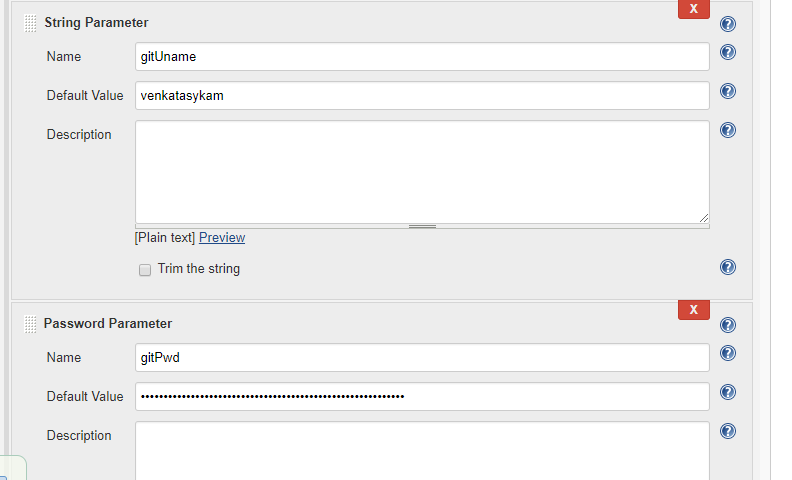 X
String Parameter
Name gitUname
Default Value venkatasykam
Description
[Plain text] Preview
Trim the string
X
Password Parameter
Name gitPwd
Default Value
Description